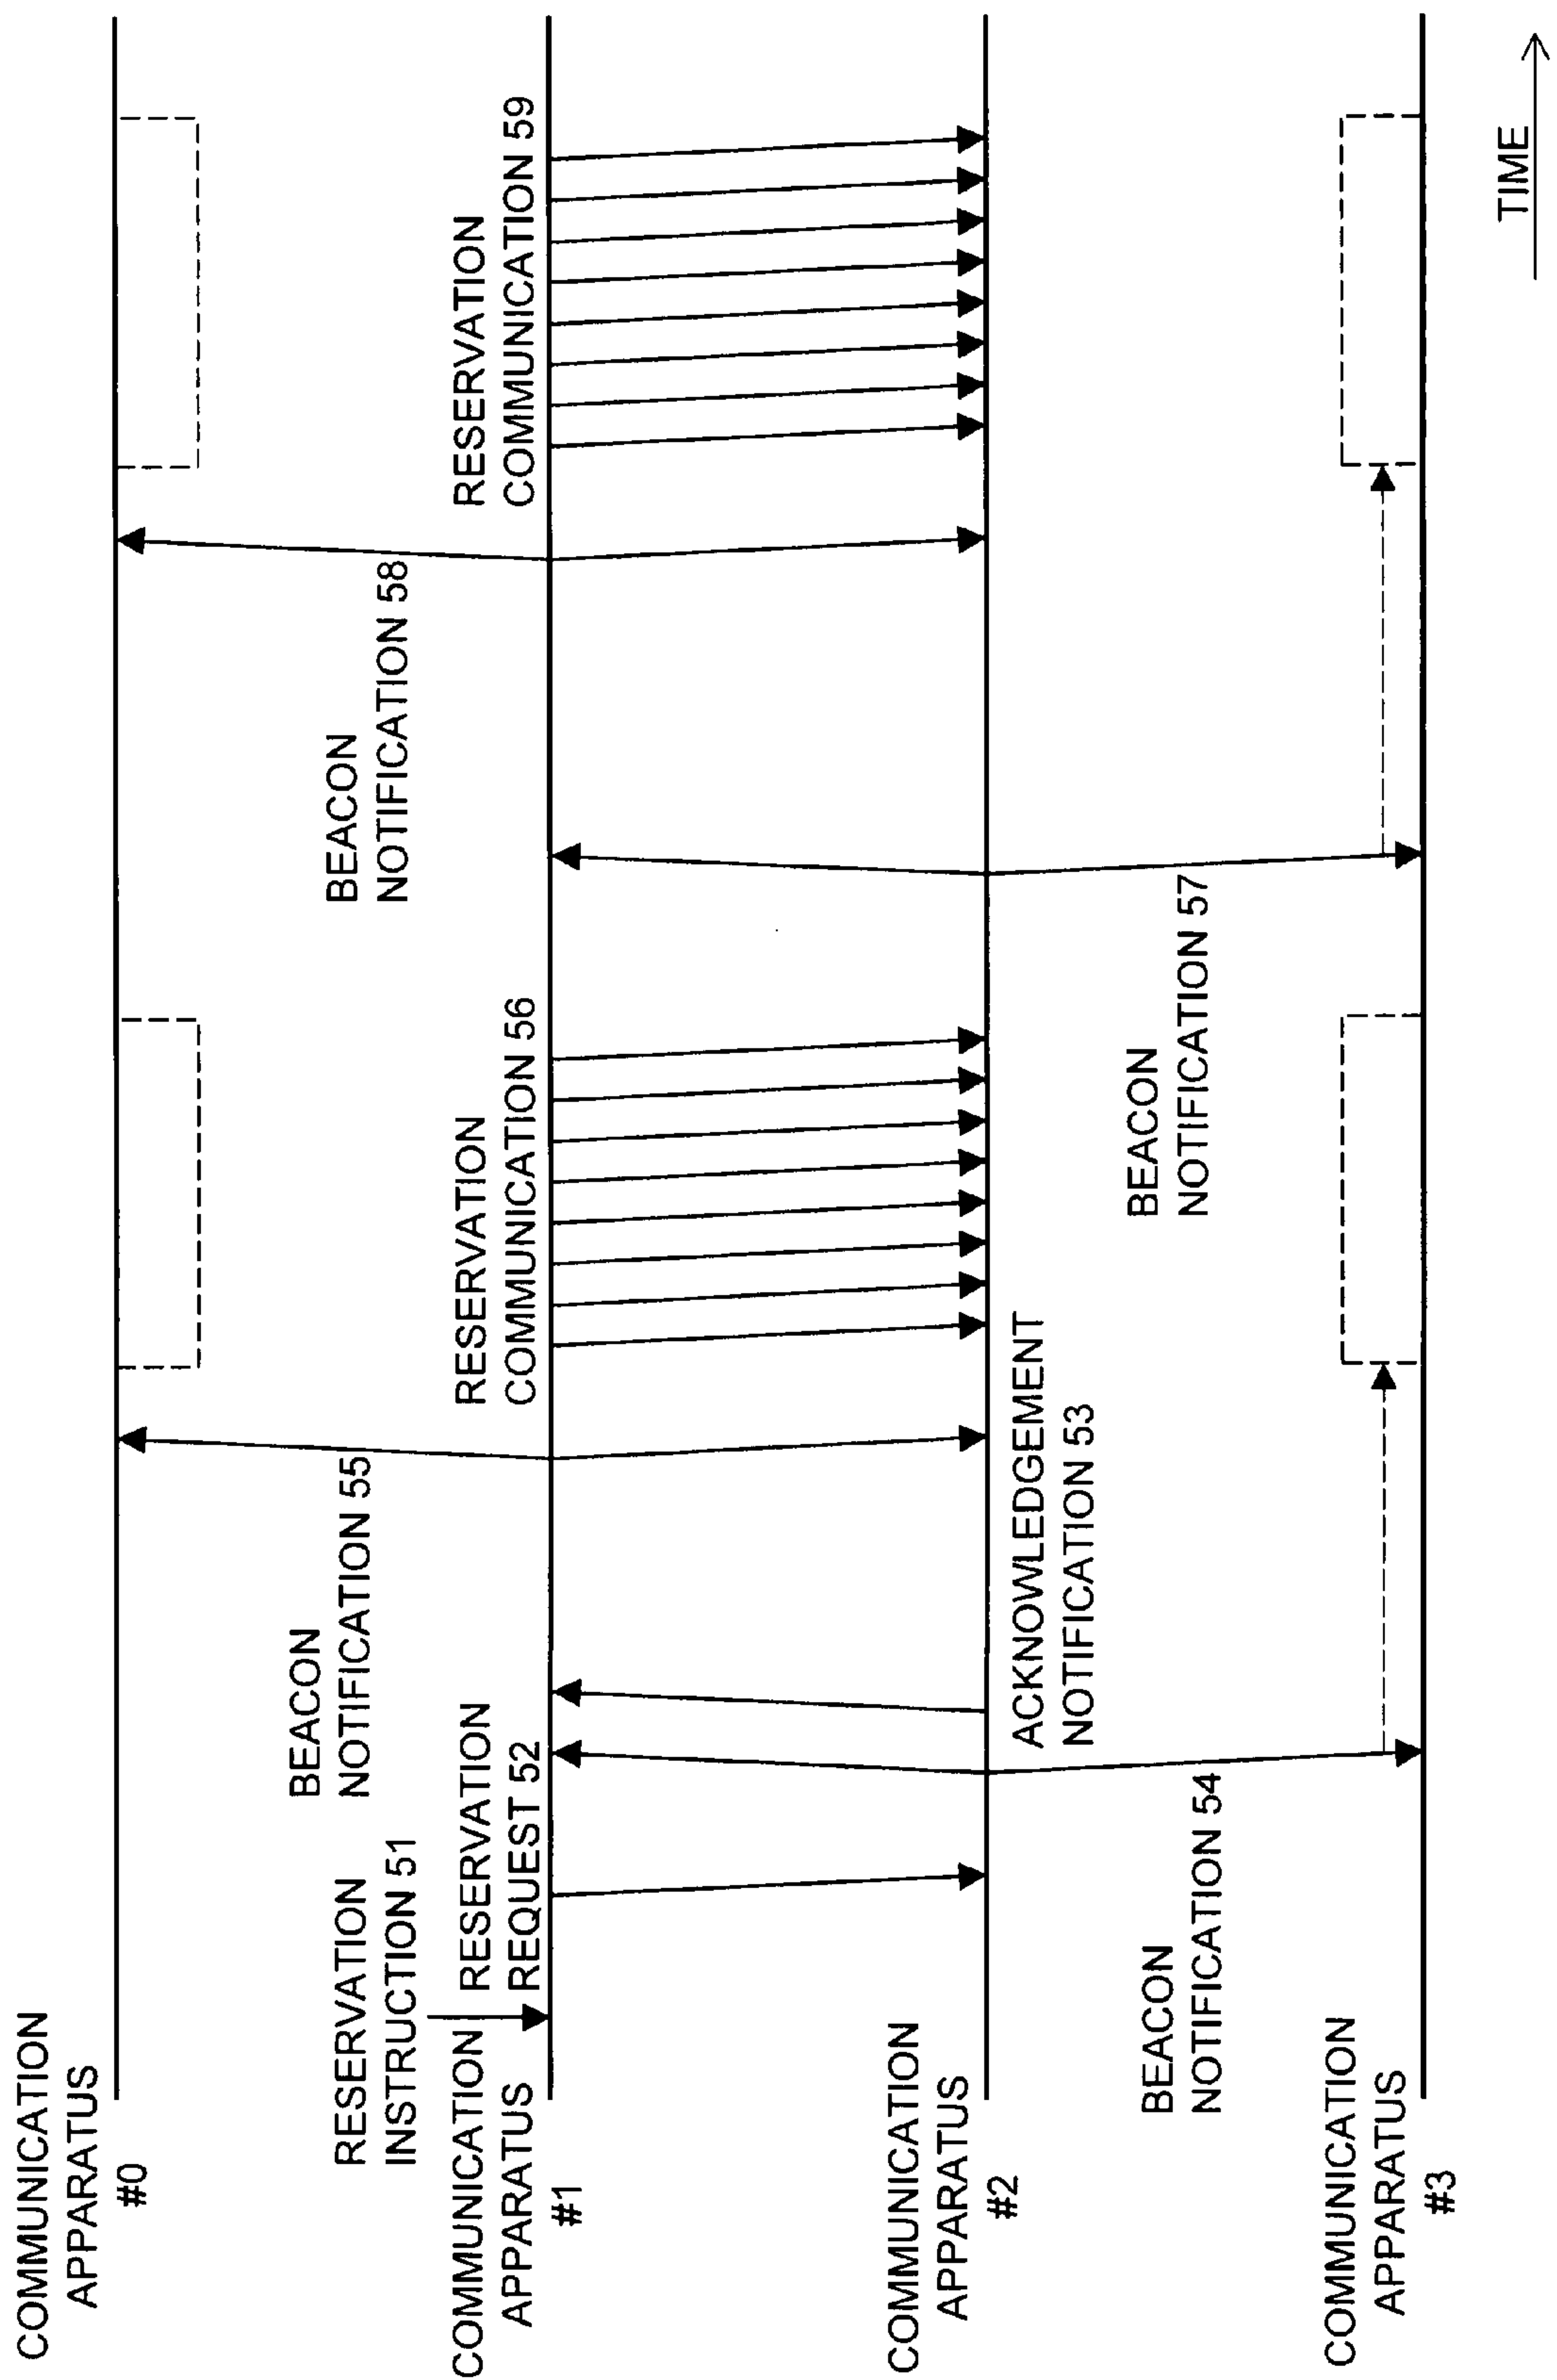 COMMUNICATION
APPARATUS
#0
RESERVATION
INSTRUCTION 51
COMMUNICATION
APPARATUS
#1
RESERVATION
REQUEST 52
BEACON
NOTIFICATION 55
RESERVATION
COMMUNICATION 56
BEACON
NOTIFICATION 58
RESERVATION
COMMUNICATION 59
COMMUNICATION
APPARATUS
#2
ACKNOWLEDGEMENT
NOTIFICATION 53
BEACON
NOTIFICATION 54
BEACON
NOTIFICATION 57
COMMUNICATION
APPARATUS
#3
TIME